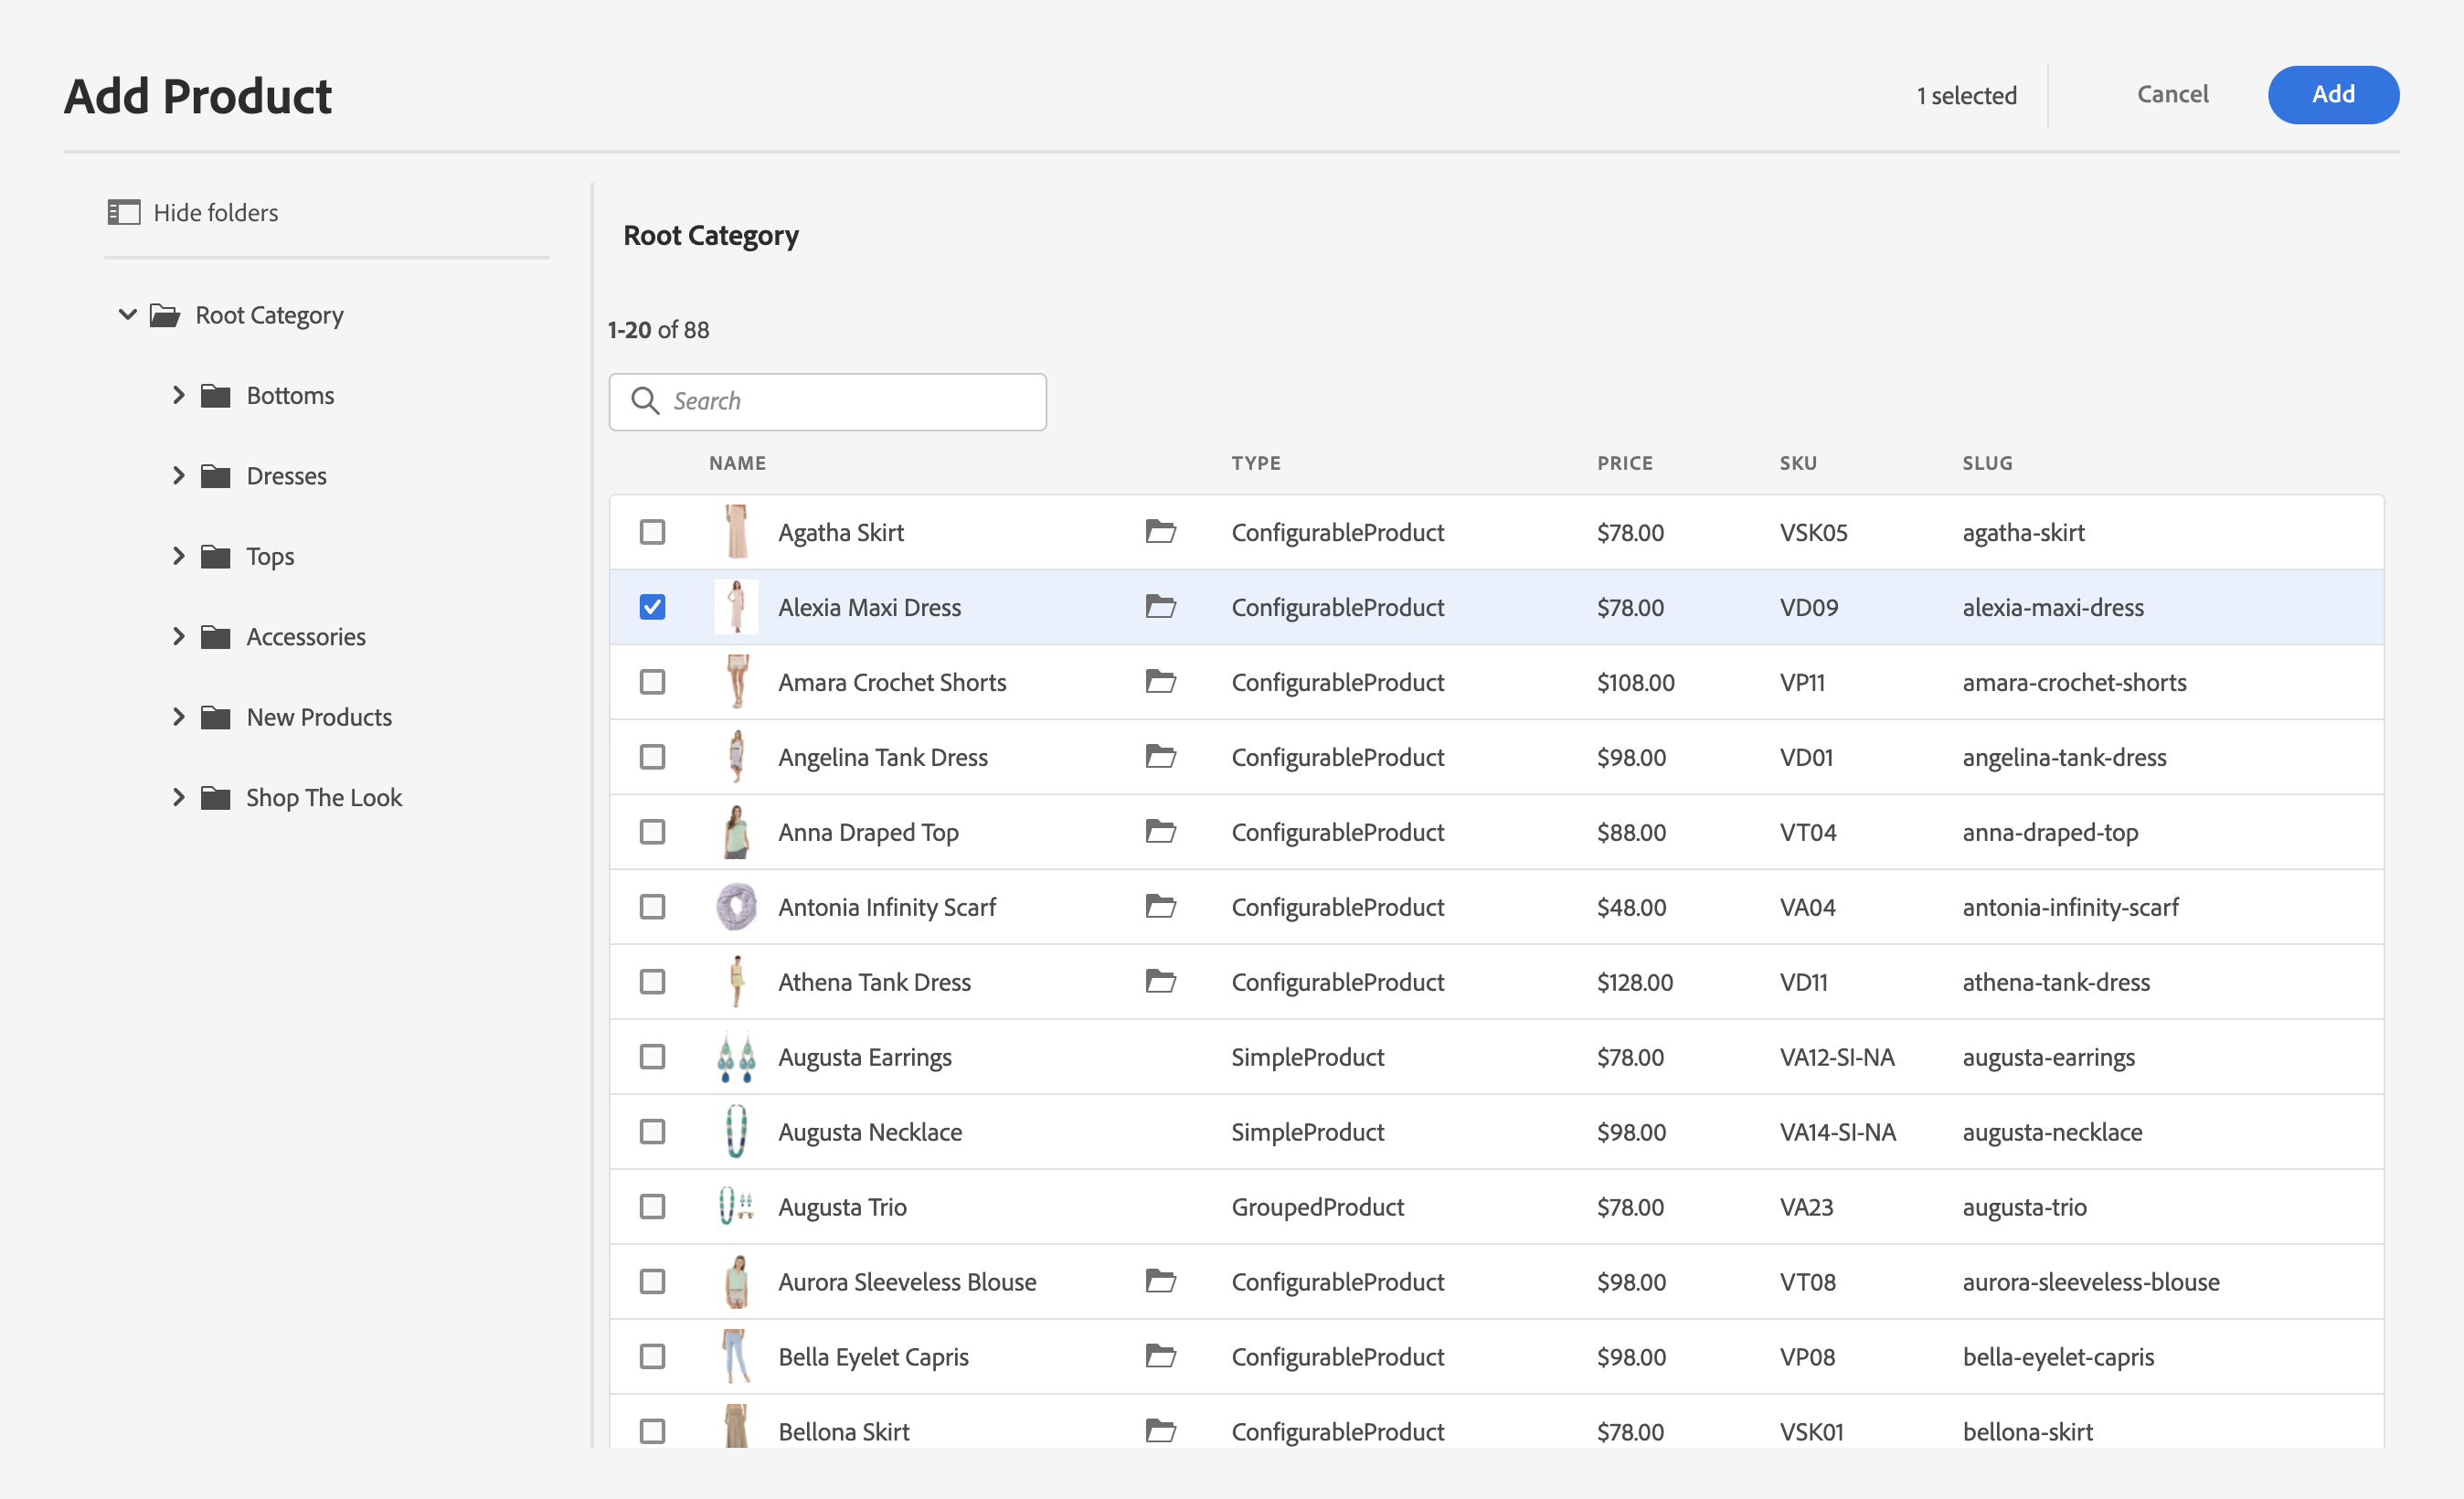 Add Product
1 selected
Cancel
Add
Hide folders
Root Category
Bottoms
Dresses
Tops
Accessories
New Products
Shop The Look
Root Category
1-20 of 88
Search
NAME TYPE PRICE SKU SLUG
Agatha Skirt ConfigurableProduct $78.00 VSK05 agatha-skirt
Alexia Maxi Dress ConfigurableProduct $78.00 VD09 alexia-maxi-dress
Amara Crochet Shorts ConfigurableProduct $108.00 VP11 amara-crochet-shorts
Angelina Tank Dress ConfigurableProduct $98.00 VD01 angelina-tank-dress
Anna Draped Top ConfigurableProduct $88.00 VT04 anna-draped-top
Antonia Infinity Scarf ConfigurableProduct $48.00 VA04 antonia-infinity-scarf
Athena Tank Dress ConfigurableProduct $128.00 VD11 athena-tank-dress
Augusta Earrings SimpleProduct $78.00 VA12-SI-NA augusta-earrings
Augusta Necklace SimpleProduct $98.00 VA14-SI-NA augusta-necklace
Augusta Trio GroupedProduct $78.00 VA23 augusta-trio
Aurora Sleeveless Blouse ConfigurableProduct $98.00 VT08 aurora-sleeveless-blouse
Bella Eyelet Capris ConfigurableProduct $98.00 VP08 bella-eyelet-capris
Bellona Skirt ConfigurableProduct $78.00 VSK01 bellona-skirt